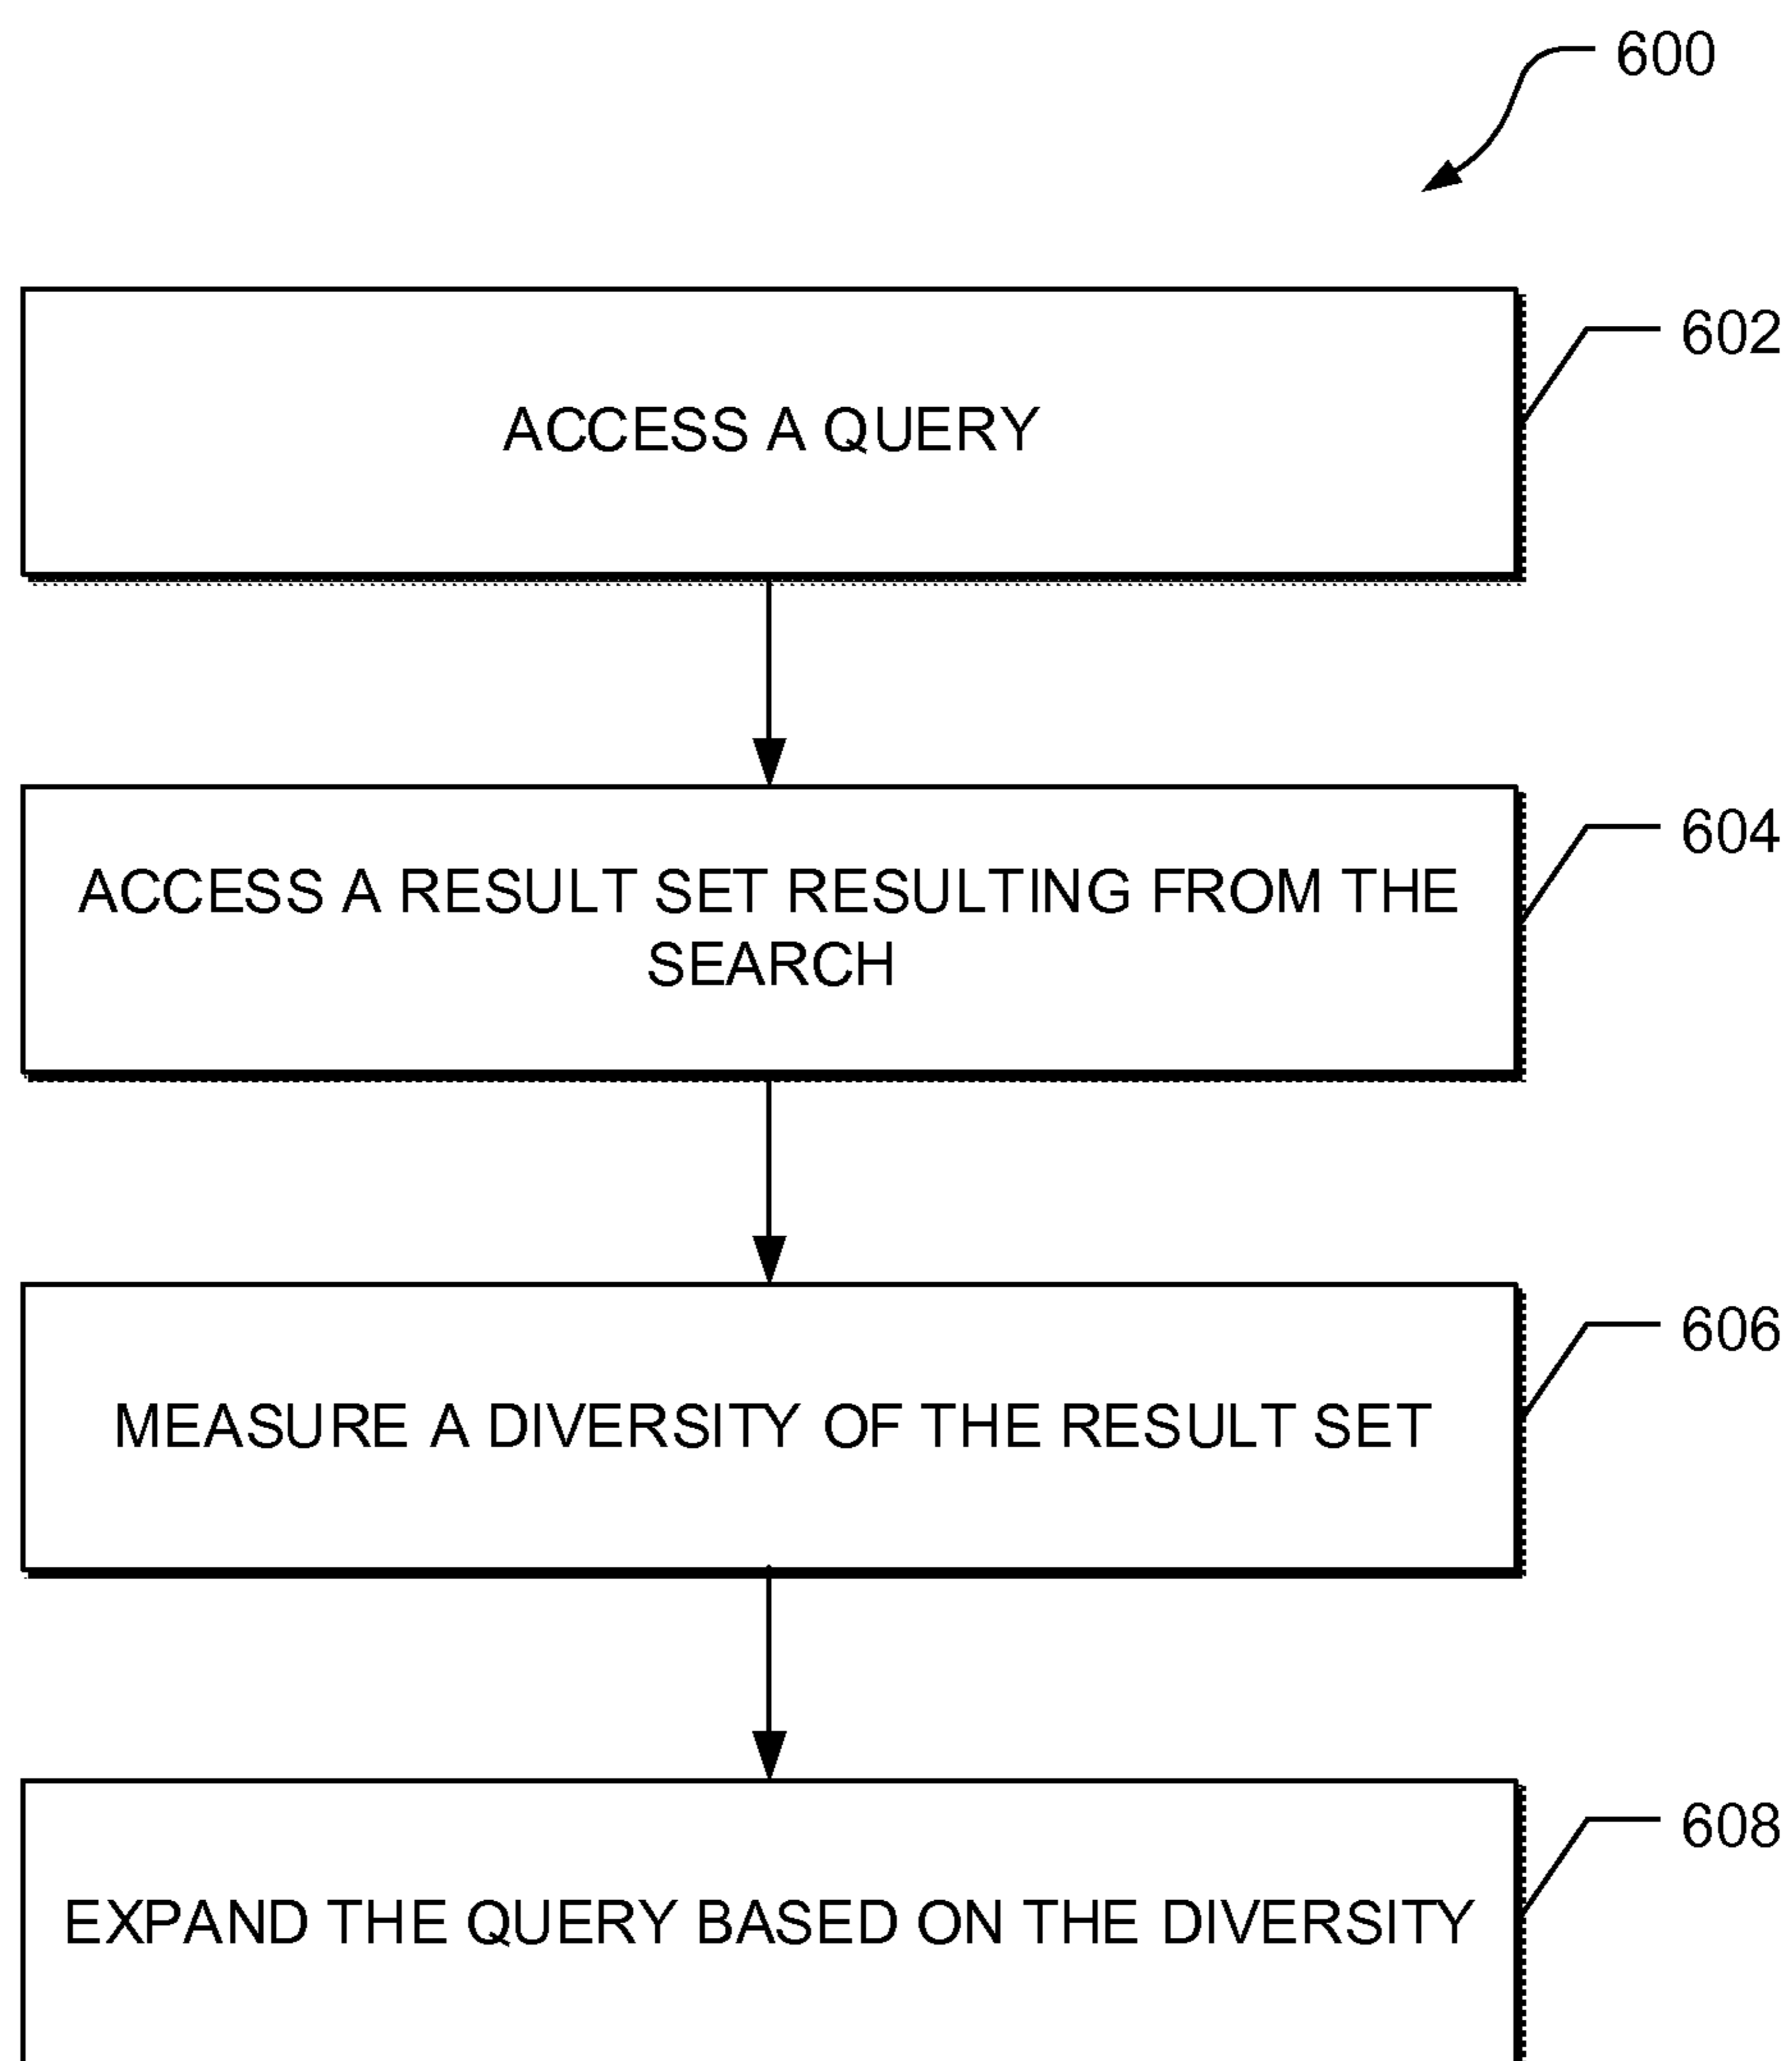 600
ACCESS A QUERY
602
ACCESS A RESULT SET RESULTING FROM THE
SEARCH
604
MEASURE A DIVERSITY OF THE RESULT SET
606
EXPAND THE QUERY BASED ON THE DIVERSITY
608